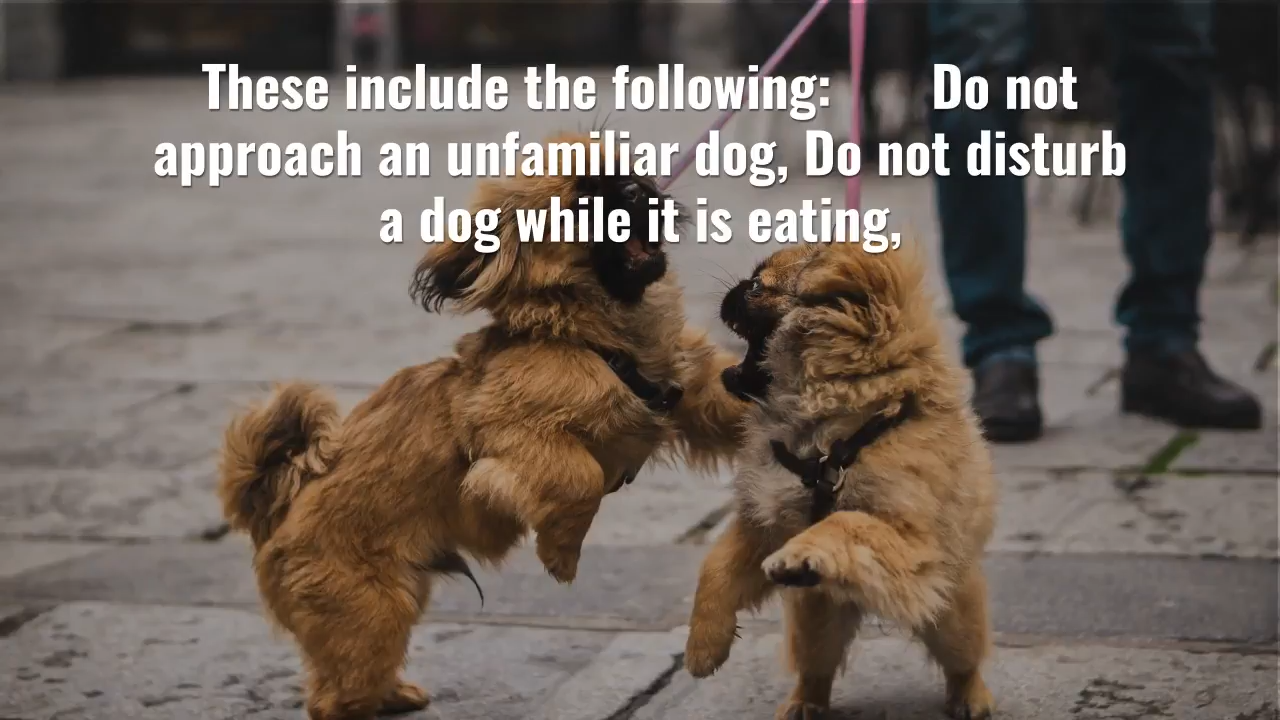 These include the following: Do not
approach an unfamiliar dog, Do not disturb
a dog while it is eating,